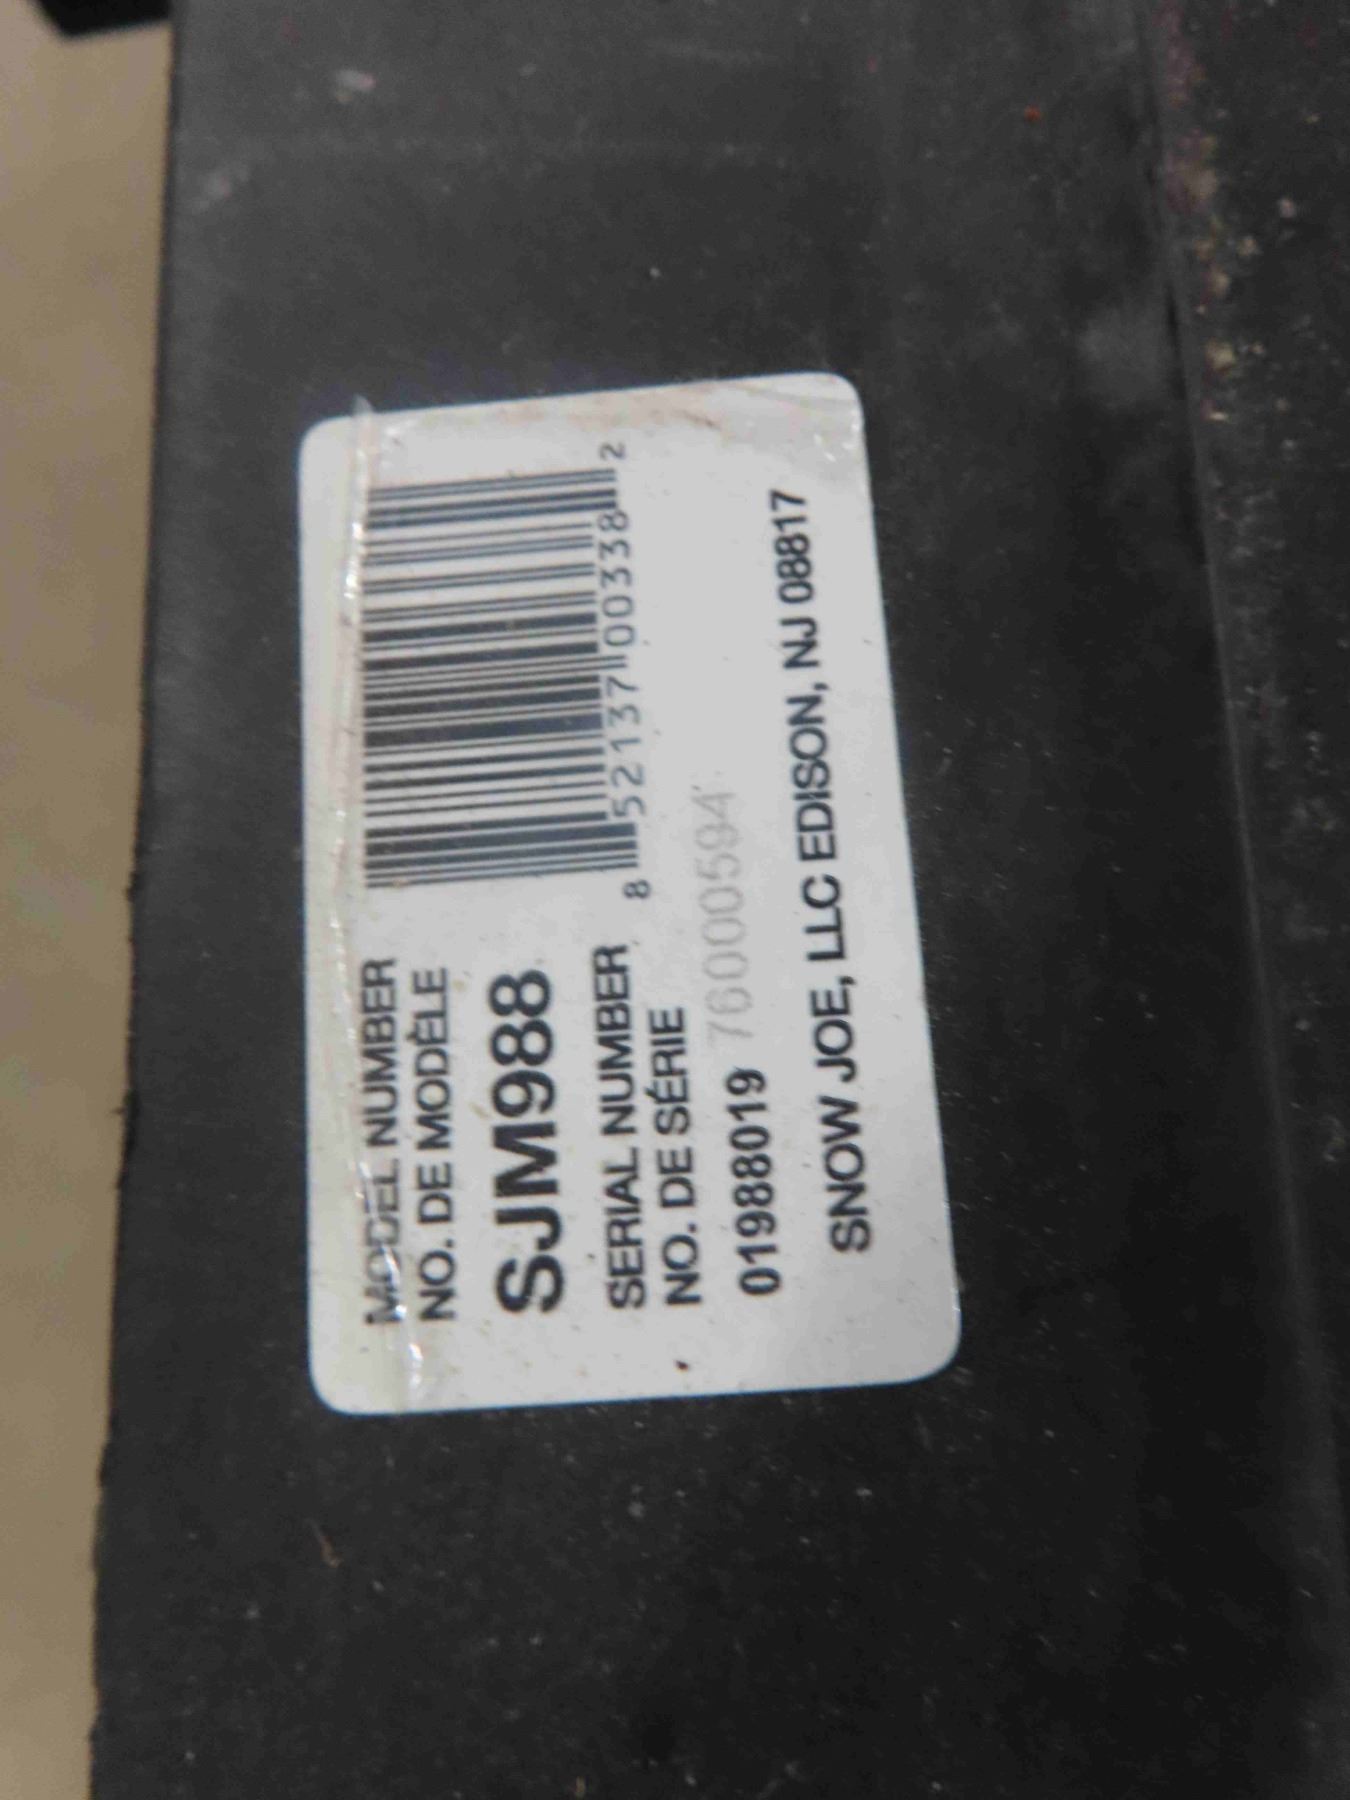 MODEL NUMBER
NO. DE MODÈLE
SJM988
8 52137 00338 2
SERIAL NUMBER
NO. DE SÉRIE
01988019 76000594
SNOW JOE, LLC EDISON, NJ 08817